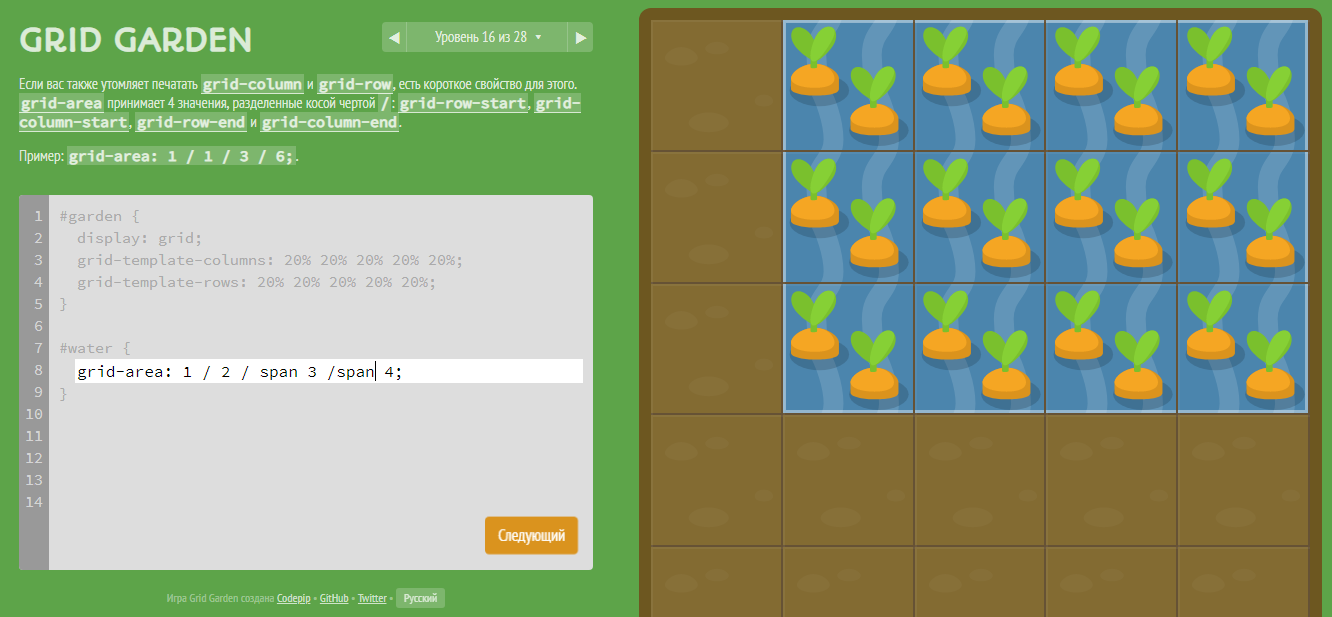 GRID GARDEN
◀ Уровень 16 из 28 ▾ ▶
Если вас также утомляет печатать grid-column и grid-row, есть короткое свойство для этого.
grid-area принимает 4 значения, разделенные косой чертой /: grid-row-start, grid-
column-start, grid-row-end и grid-column-end.
Пример: grid-area: 1 / 1 / 3 / 6;.
1 #garden {
2 display: grid;
3 grid-template-columns: 20% 20% 20% 20% 20%;
4 grid-template-rows: 20% 20% 20% 20% 20%;
5 }
6
7 #water {
8 grid-area: 1 / 2 / span 3 /span 4;
9 }
10
11
12
13
14
Следующий
Игра Grid Garden создана Codepip • GitHub • Twitter • Русский